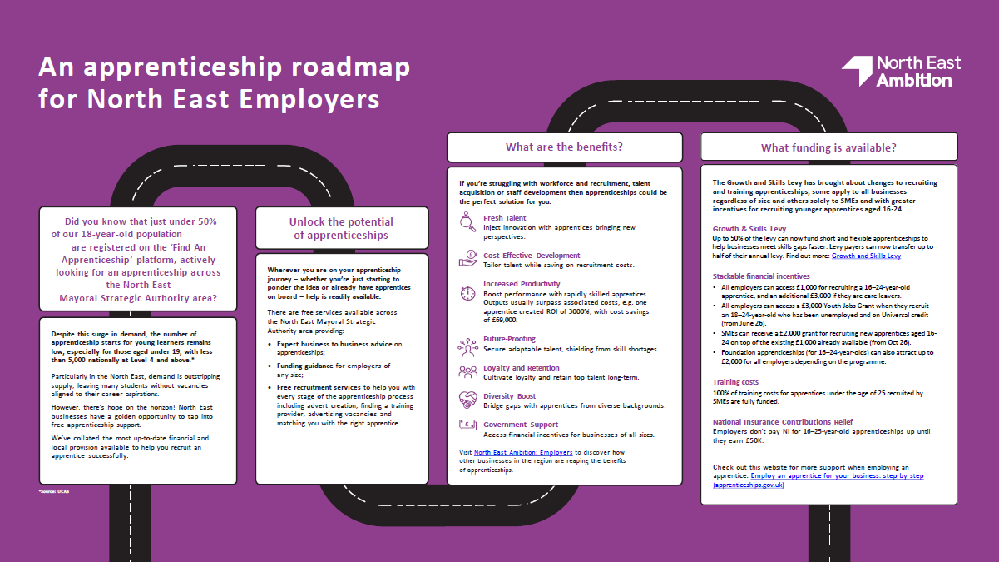 An apprenticeship roadmap
for North East Employers
North East
Ambition
Did you know that just under 50%
of our 18-year-old population
are registered on the ‘Find An
Apprenticeship’ platform, actively
looking for an apprenticeship across
the North East
Mayoral Strategic Authority area?
Despite this surge in demand, the number of
apprenticeship starts for young learners remains
low, especially for those aged under 19, with less
than 5,000 nationally at Level 4 and above.*
Particularly in the North East, demand is outstripping
supply, leaving many students without vacancies
aligned to their career aspirations.
However, there's hope on the horizon! North East
businesses have a golden opportunity to tap into
free apprenticeship support.
We’ve collated the most up-to-date financial and
local provision available to help you recruit an
apprentice successfully.
*Source: UCAS
Unlock the potential
of apprenticeships
Wherever you are on your apprenticeship
journey – whether you’re just starting to
ponder the idea or already have apprentices
on board – help is readily available.
There are free services available across
the North East Mayoral Strategic
Authority area providing:
• Expert business to business advice on
apprenticeships;
• Funding guidance for employers of
any size;
• Free recruitment services to help you with
every stage of the apprenticeship process
including advert creation, finding a training
provider, advertising vacancies and
matching you with the right apprentice.
What are the benefits?
If you’re struggling with workforce and recruitment, talent
acquisition or staff development then apprenticeships could be
the perfect solution for you.
Fresh Talent
Inject innovation with apprentices bringing new
perspectives.
Cost-Effective Development
Tailor talent while saving on recruitment costs.
Increased Productivity
Boost performance with rapidly skilled apprentices.
Outputs usually surpass associated costs, e.g. one
apprentice created ROI of 3000%, with cost savings
of £69,000.
Future-Proofing
Secure adaptable talent, shielding from skill shortages.
Loyalty and Retention
Cultivate loyalty and retain top talent long-term.
Diversity Boost
Bridge gaps with apprentices from diverse backgrounds.
Government Support
Access financial incentives for businesses of all sizes.
Visit North East Ambition: Employers to discover how
other businesses in the region are reaping the benefits
of apprenticeships.
What funding is available?
The Growth and Skills Levy has brought about changes to recruiting
and training apprenticeships, some apply to all businesses
regardless of size and others solely to SMEs and with greater
incentives for recruiting younger apprentices aged 16-24.
Growth & Skills Levy
Up to 50% of the levy can now fund short and flexible apprenticeships to
help businesses meet skills gaps faster. Levy payers can now transfer up to
half of their annual levy. Find out more: Growth and Skills Levy
Stackable financial incentives
• All employers can access £1,000 for recruiting a 16–24-year-old
apprentice, and an additional £3,000 if they are care leavers.
• All employers can access a £3,000 Youth Jobs Grant when they recruit
an 18–24-year-old who has been unemployed and on Universal credit
(from June 26).
• SMEs can receive a £2,000 grant for recruiting new apprentices aged 16-
24 on top of the existing £1,000 already available (from Oct 26).
• Foundation apprenticeships (for 16–24-year-olds) can also attract up to
£2,000 for all employers depending on the programme.
Training costs
100% of training costs for apprentices under the age of 25 recruited by
SMEs are fully funded.
National Insurance Contributions Relief
Employers don’t pay NI for 16–25-year-old apprenticeships up until
they earn £50K.
Check out this website for more support when employing an
apprentice: Employ an apprentice for your business: step by step
(apprenticeships.gov.uk)